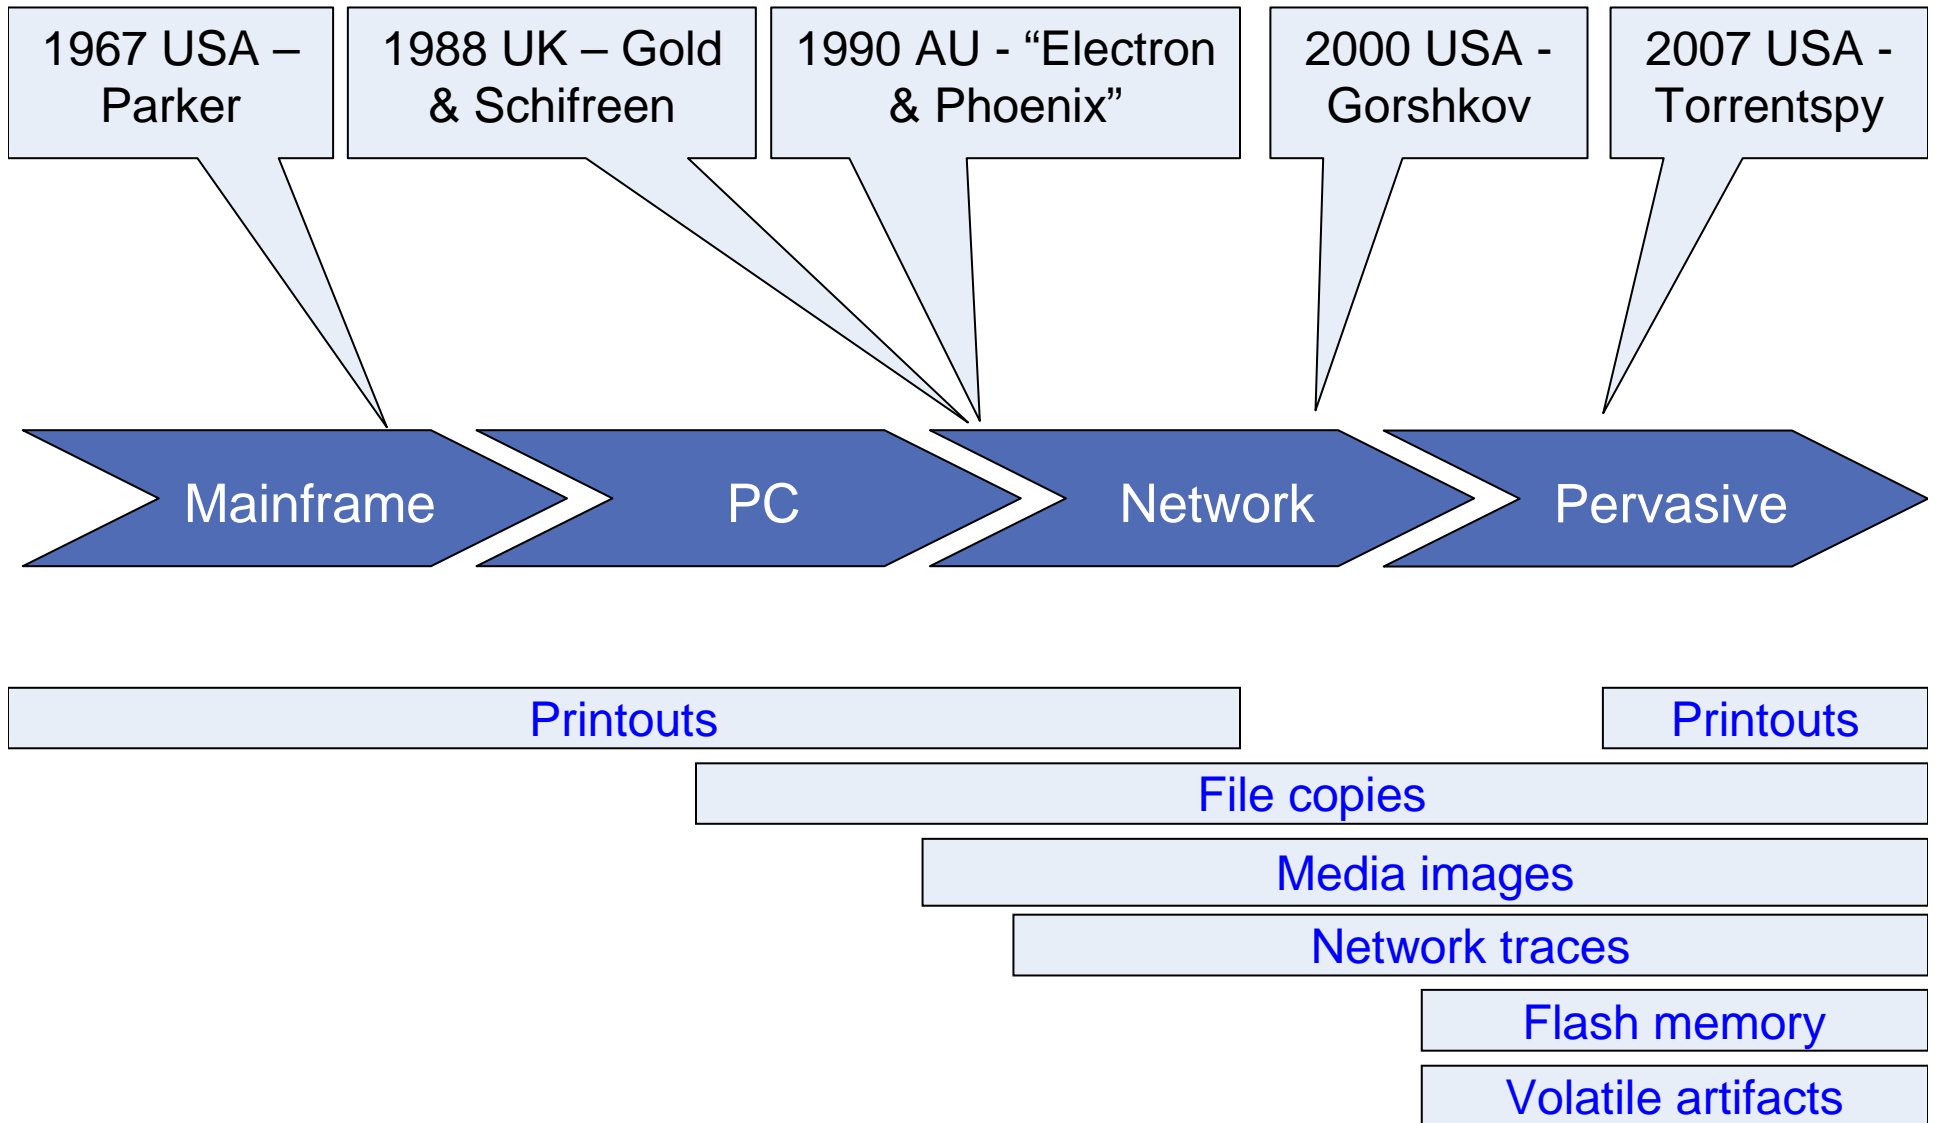 1967 USA –
Parker
1988 UK – Gold
& Schifreen
1990 AU - “Electron
& Phoenix”
2000 USA -
Gorshkov
2007 USA -
Torrentspy
Mainframe
PC
Network
Pervasive
Printouts
Printouts
File copies
Media images
Network traces
Flash memory
Volatile artifacts